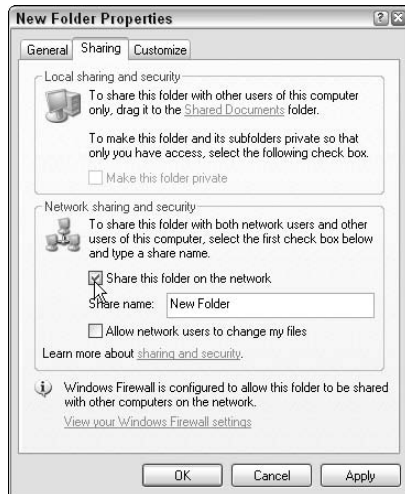 New Folder Properties
General Sharing Customize
Local sharing and security
To share this folder with other users of this computer
only, drag it to the Shared Documents folder.
To make this folder and its subfolders private so that
only you have access, select the following check box.
Make this folder private
Network sharing and security
To share this folder with both network users and other
users of this computer, select the first check box below
and type a share name.
Share this folder on the network
Share name: New Folder
Allow network users to change my files
Learn more about sharing and security.
Windows Firewall is configured to allow this folder to be shared
with other computers on the network.
View your Windows Firewall settings
OK Cancel Apply